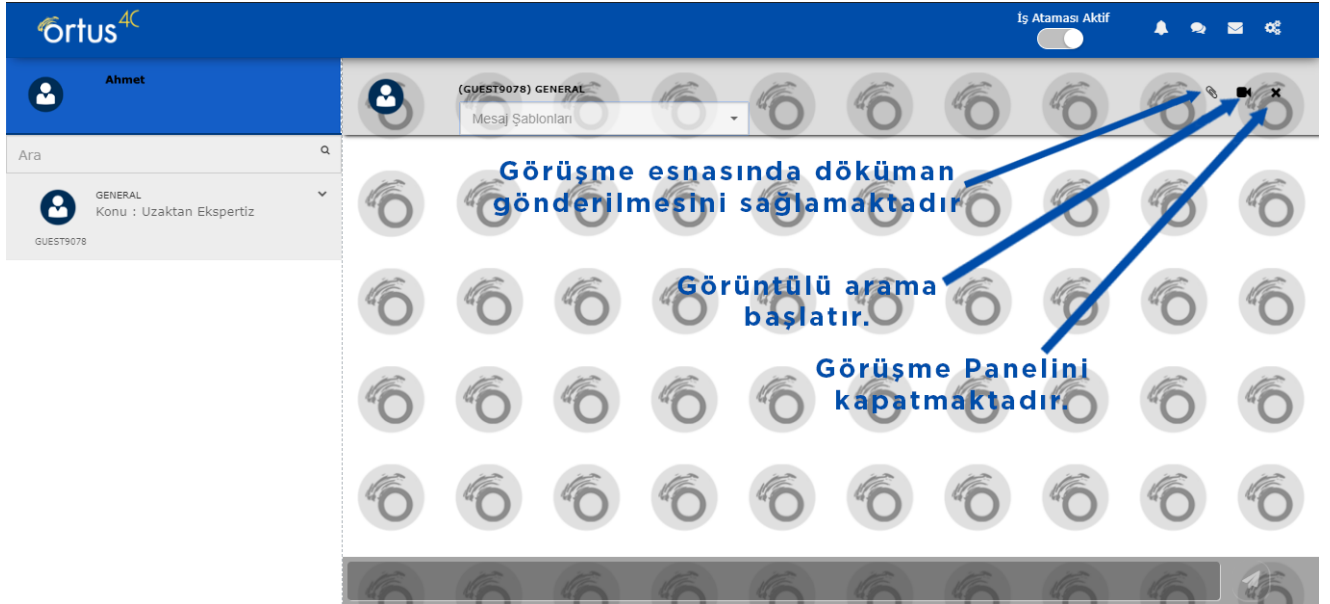 örtus4C
İş Ataması Aktif
Ahmet
(GUEST9078) GENERAL
Mesaj Şablonları
Ara
GENERAL
Konu : Uzaktan Ekspertiz
GUEST9078
Görüşme esnasında döküman
gönderilmesini sağlamaktadır
Görüntülü arama
başlatır.
Görüşme Panelini
kapatmaktadır.